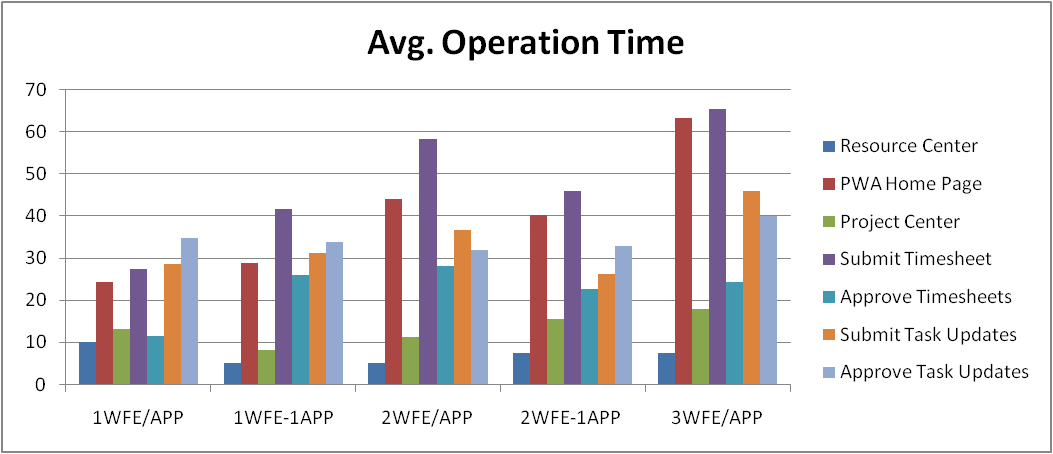 Avg. Operation Time
70
60
50
40
30
20
10
0
1WFE/APP 1WFE-1APP 2WFE/APP 2WFE-1APP 3WFE/APP
Resource Center
PWA Home Page
Project Center
Submit Timesheet
Approve Timesheets
Submit Task Updates
Approve Task Updates